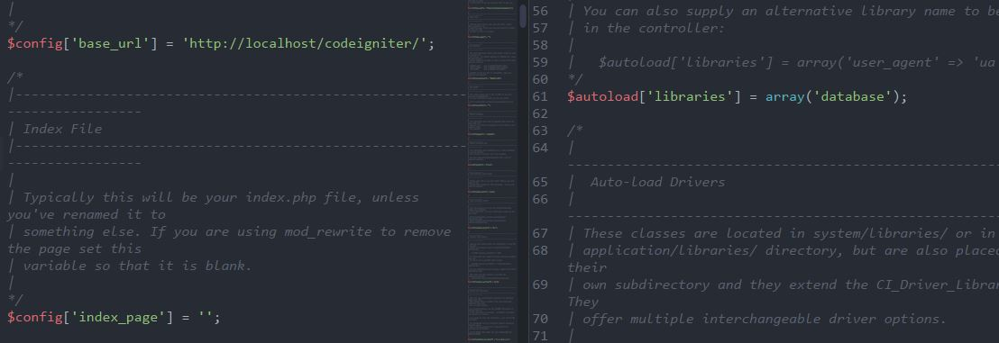 |
*/
$config['base_url'] = 'http://localhost/codeigniter/';
/*
|--------------------------------------------------------
----------------
| Index File
|--------------------------------------------------------
----------------
|
| Typically this will be your index.php file, unless
you've renamed it to
| something else. If you are using mod_rewrite to remove
the page set this
| variable so that it is blank.
|
*/
$config['index_page'] = '';
56 | You can also supply an alternative library name to be
57 | in the controller:
58 |
59 |   $autoload['libraries'] = array('user_agent' => 'ua
60 */
61 $autoload['libraries'] = array('database');
62
63 /*
64 |
-----------------------------------------------------
65 |  Auto-load Drivers
66 |
-----------------------------------------------------
67 | These classes are located in system/libraries/ or in
68 | application/libraries/ directory, but are also placed
their
69 | own subdirectory and they extend the CI_Driver_Librar
They
70 | offer multiple interchangeable driver options.
71 |